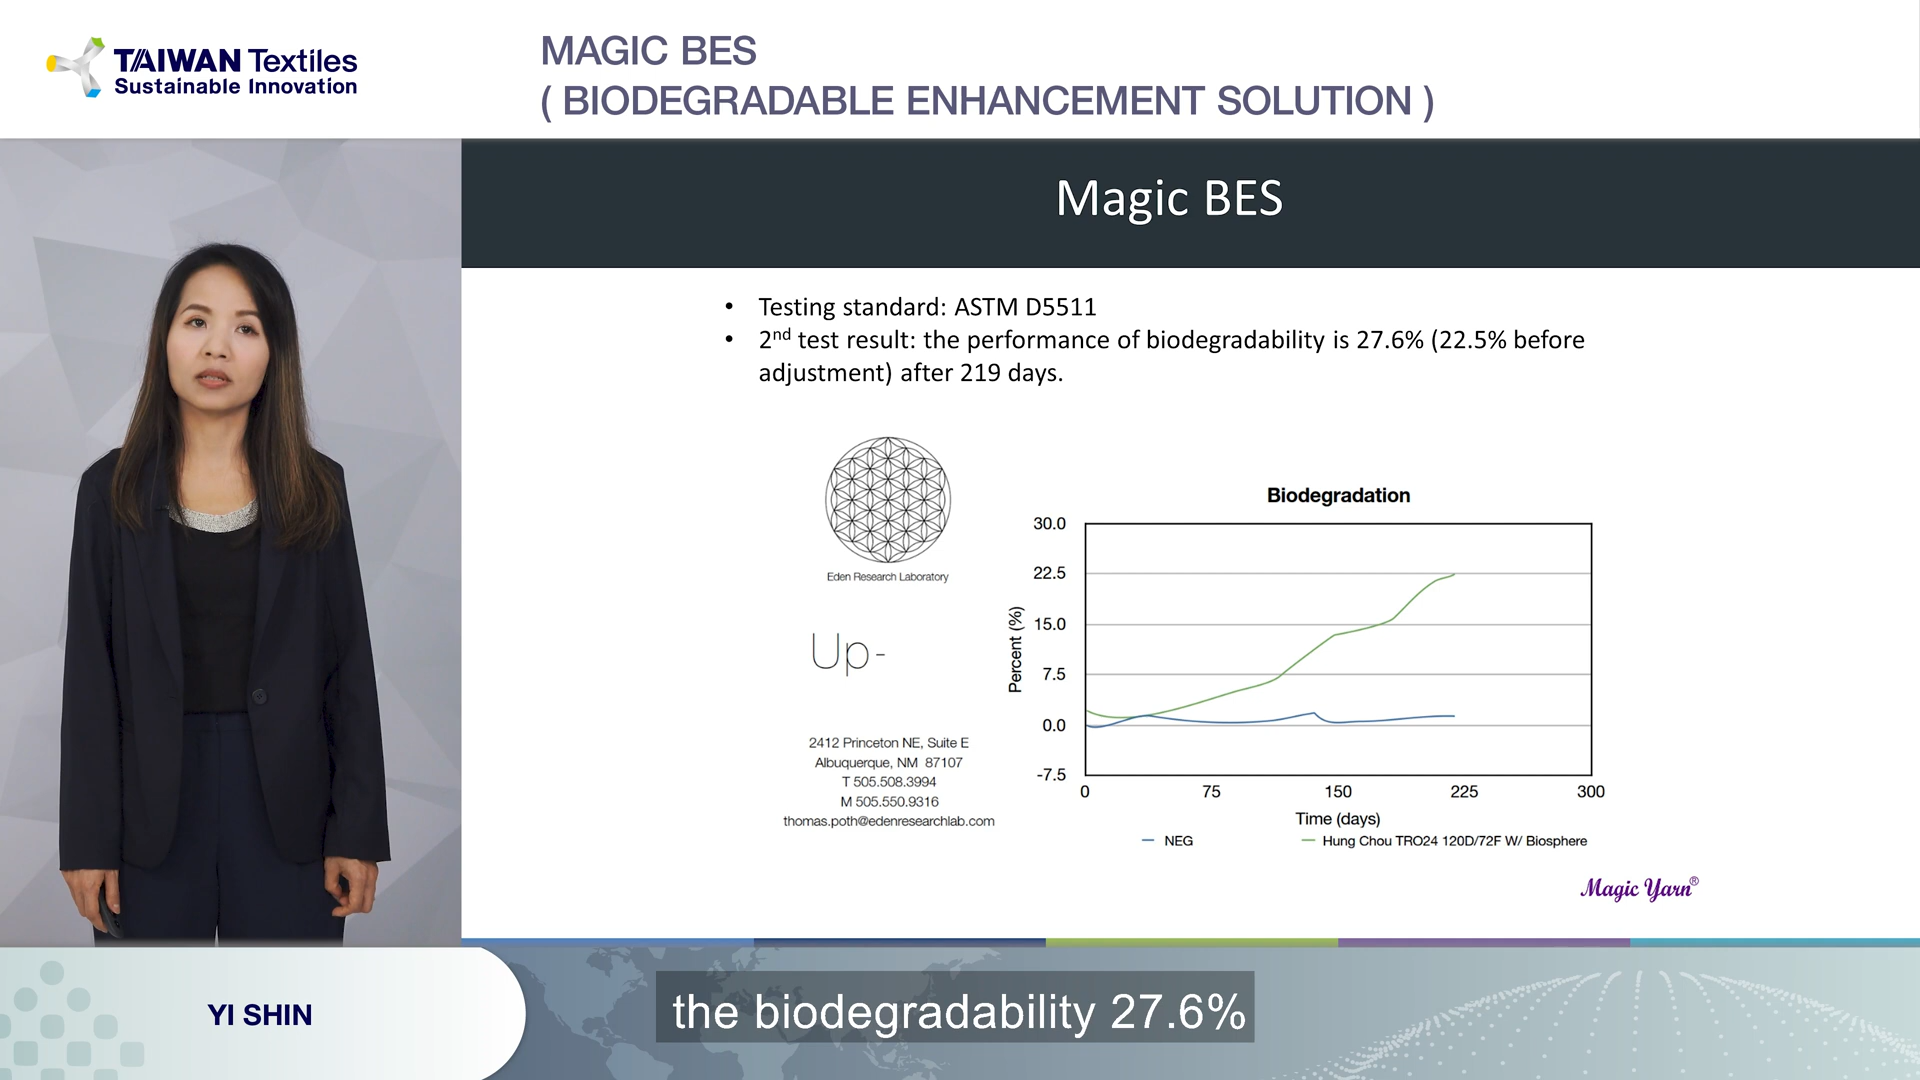 TAIWAN Textiles
Sustainable Innovation
MAGIC BES
( BIODEGRADABLE ENHANCEMENT SOLUTION )
Magic BES
• Testing standard: ASTM D5511
• 2nd test result: the performance of biodegradability is 27.6% (22.5% before
adjustment) after 219 days.
Eden Research Laboratory
Up-
2412 Princeton NE, Suite E
Albuquerque, NM 87107
T 505.508.3994
M 505.550.9316
thomas.poth@edenresearchlab.com
Biodegradation
Percent (%)
30.0
22.5
15.0
7.5
0.0
-7.5
0 75 150 225 300
Time (days)
NEG Hung Chou TRO24 120D/72F W/ Biosphere
Magic Yarn®
YI SHIN
the biodegradability 27.6%